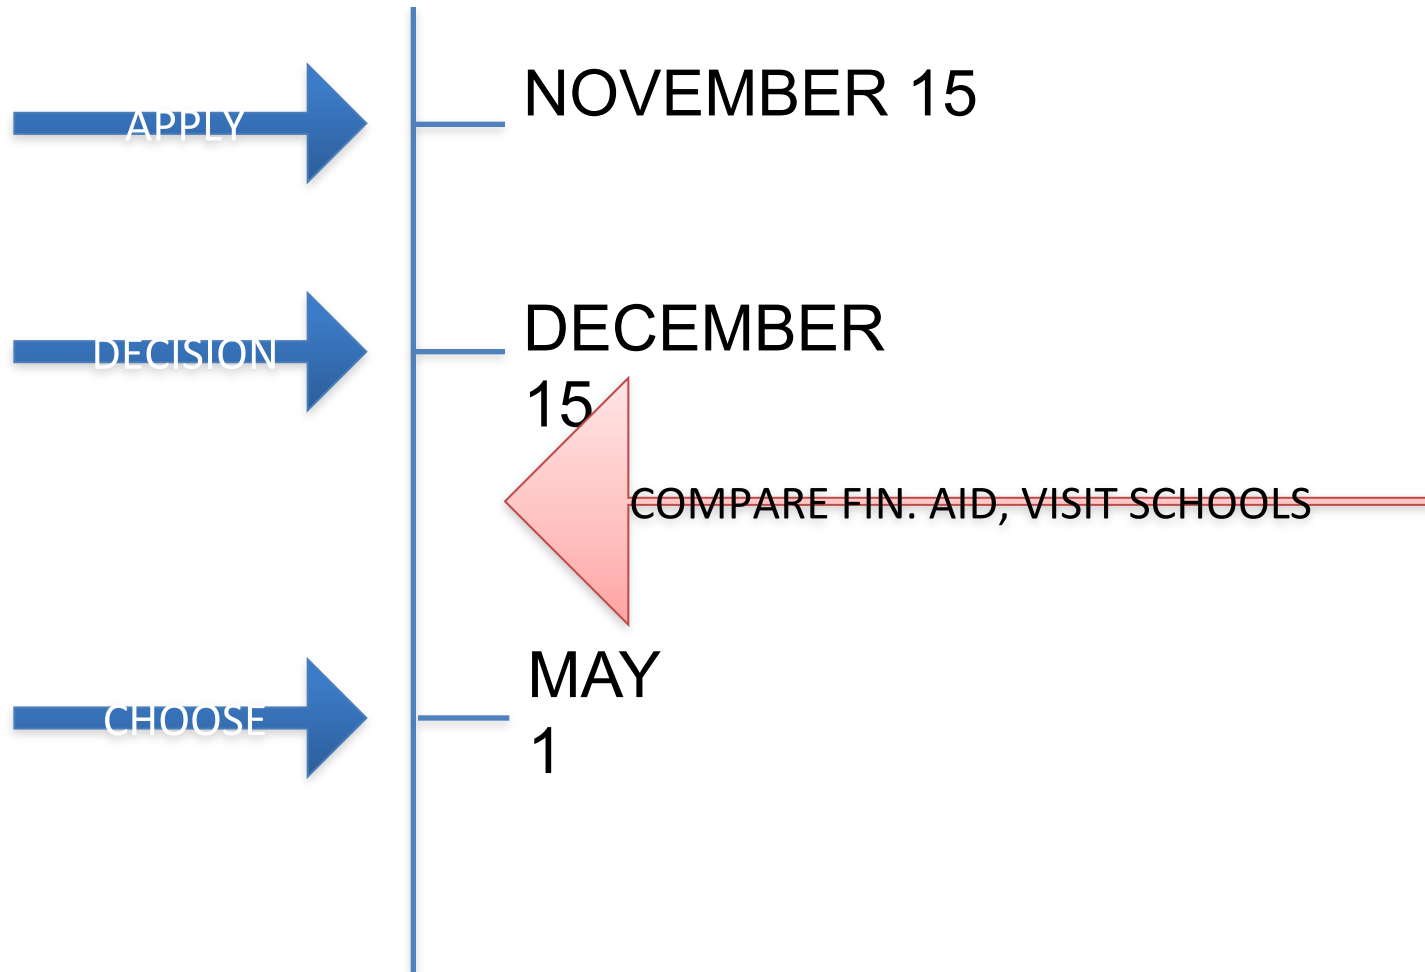 APPLY
NOVEMBER 15
DECISION
DECEMBER
15
COMPARE FIN. AID, VISIT SCHOOLS
CHOOSE
MAY
1